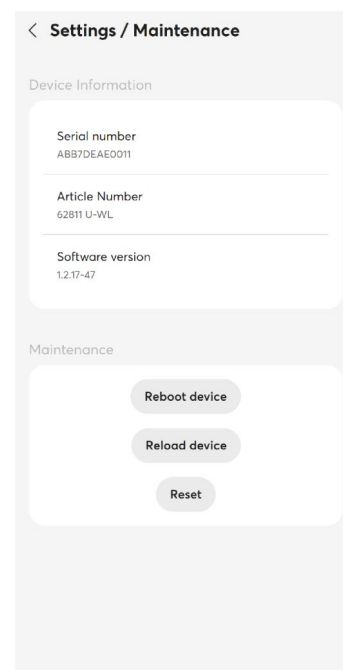 Settings / Maintenance
Device Information
Serial number
ABB7DEAE0011
Article Number
62811 U-WL
Software version
1.2.17-47
Maintenance
Reboot device
Reload device
Reset